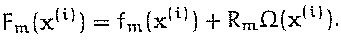 F_m(x^{(i)}) = f_m(x^{(i)}) + R_m Ω(x^{(i)}).